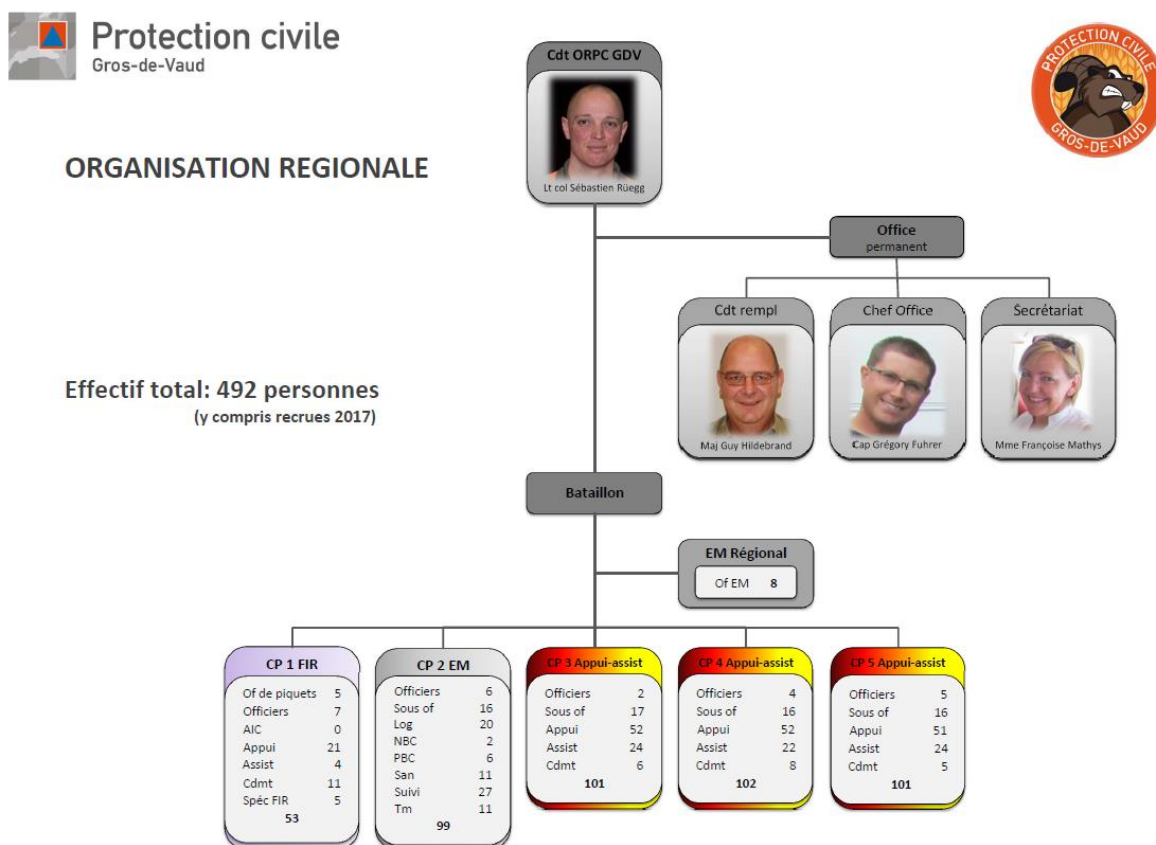 Protection civile
Gros-de-Vaud
PROTECTION CIVILE
GROS-DE-VAUD
ORGANISATION REGIONALE
Cdt ORPC GDV
Lt col Sébastien Rüegg
Office
permanent
Cdt rempl
Maj Guy Hildebrand
Chef Office
Cap Grégory Fuhrer
Secrétariat
Mme Françoise Mathys
Effectif total: 492 personnes
(y compris recrues 2017)
Bataillon
EM Régional
Of EM 8
CP 1 FIR
Of de piquets 5
Officiers 7
AIC 0
Appui 21
Assist 4
Cdmt 11
Spéc FIR 5
53
CP 2 EM
Officiers 6
Sous of 16
Log 20
NBC 2
PBC 6
San 11
Suivi 27
Tm 11
99
CP 3 Appui-assist
Officiers 2
Sous of 17
Appui 52
Assist 24
Cdmt 6
101
CP 4 Appui-assist
Officiers 4
Sous of 16
Appui 52
Assist 22
Cdmt 8
102
CP 5 Appui-assist
Officiers 5
Sous of 16
Appui 51
Assist 24
Cdmt 5
101